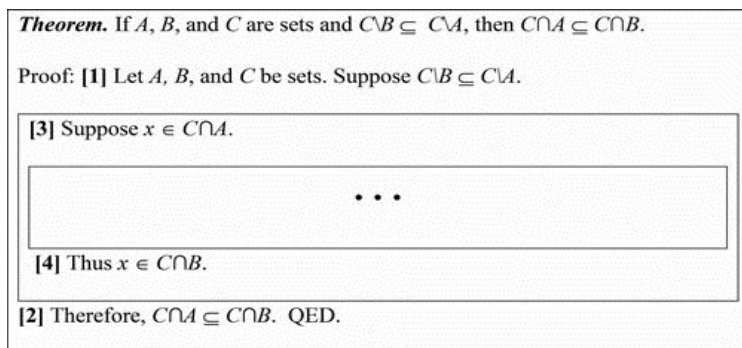 Theorem. If A, B, and C are sets and C\B ⊆ C\A, then C∩A ⊆ C∩B.
Proof: [1] Let A, B, and C be sets. Suppose C\B ⊆ C\A.
[3] Suppose x ∈ C∩A.
• • •
[4] Thus x ∈ C∩B.
[2] Therefore, C∩A ⊆ C∩B. QED.